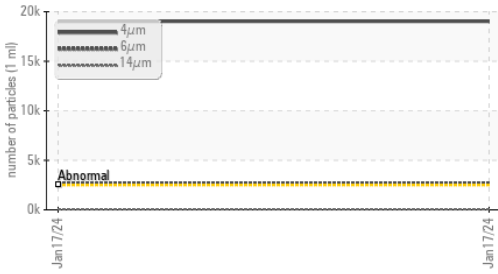 20k
4µm
6µm
14µm
15k
10k
5k
0k
number of particles (1 ml)
Abnormal
Jan17/24
Jan17/24